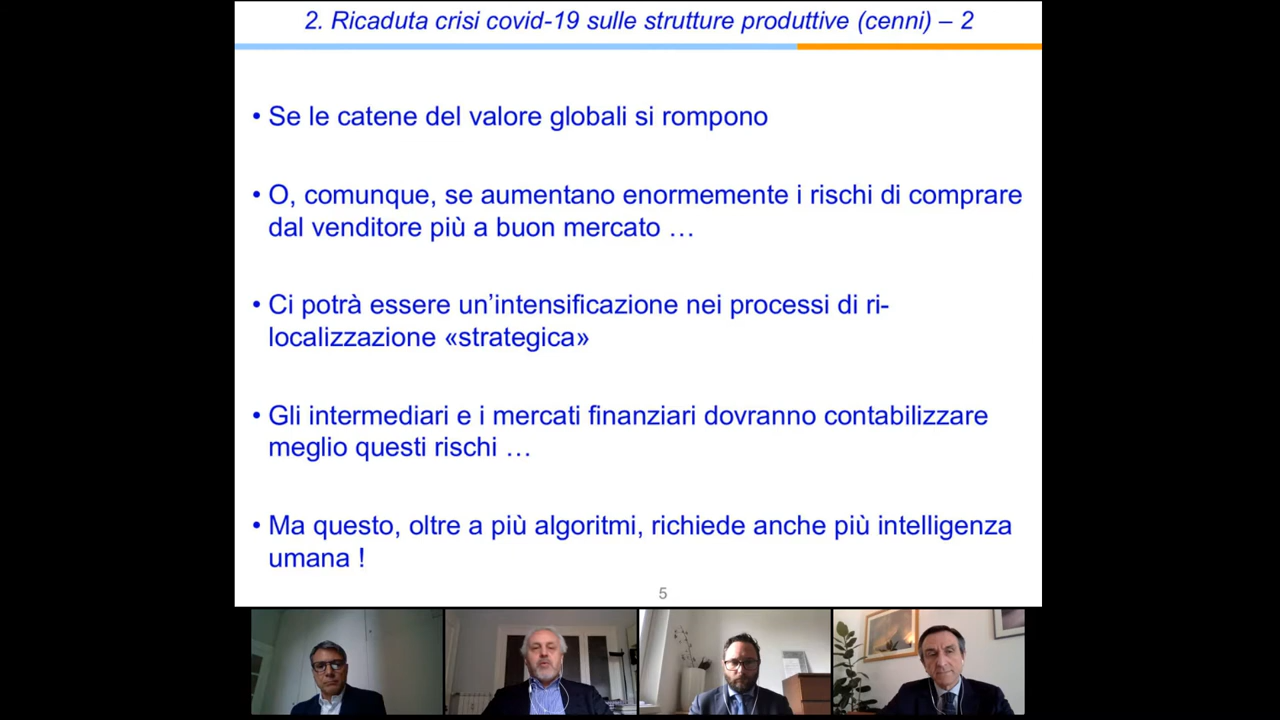 2. Ricaduta crisi covid-19 sulle strutture produttive (cenni) – 2
• Se le catene del valore globali si rompono
• O, comunque, se aumentano enormemente i rischi di comprare
dal venditore più a buon mercato …
• Ci potrà essere un’intensificazione nei processi di ri-
localizzazione «strategica»
• Gli intermediari e i mercati finanziari dovranno contabilizzare
meglio questi rischi …
• Ma questo, oltre a più algoritmi, richiede anche più intelligenza
umana !
5